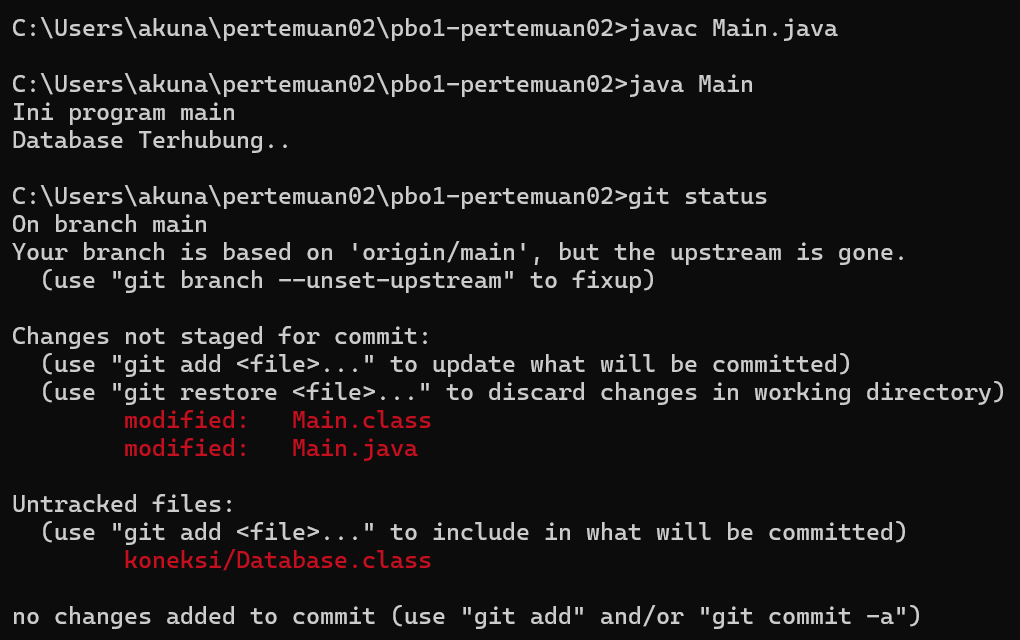 C:\Users\akuna\pertemuan02\pbo1-pertemuan02>javac Main.java
C:\Users\akuna\pertemuan02\pbo1-pertemuan02>java Main
Ini program main
Database Terhubung..
C:\Users\akuna\pertemuan02\pbo1-pertemuan02>git status
On branch main
Your branch is based on 'origin/main', but the upstream is gone.
  (use "git branch --unset-upstream" to fixup)
Changes not staged for commit:
  (use "git add <file>..." to update what will be committed)
  (use "git restore <file>..." to discard changes in working directory)
        modified:   Main.class
        modified:   Main.java
Untracked files:
  (use "git add <file>..." to include in what will be committed)
        koneksi/Database.class
no changes added to commit (use "git add" and/or "git commit -a")